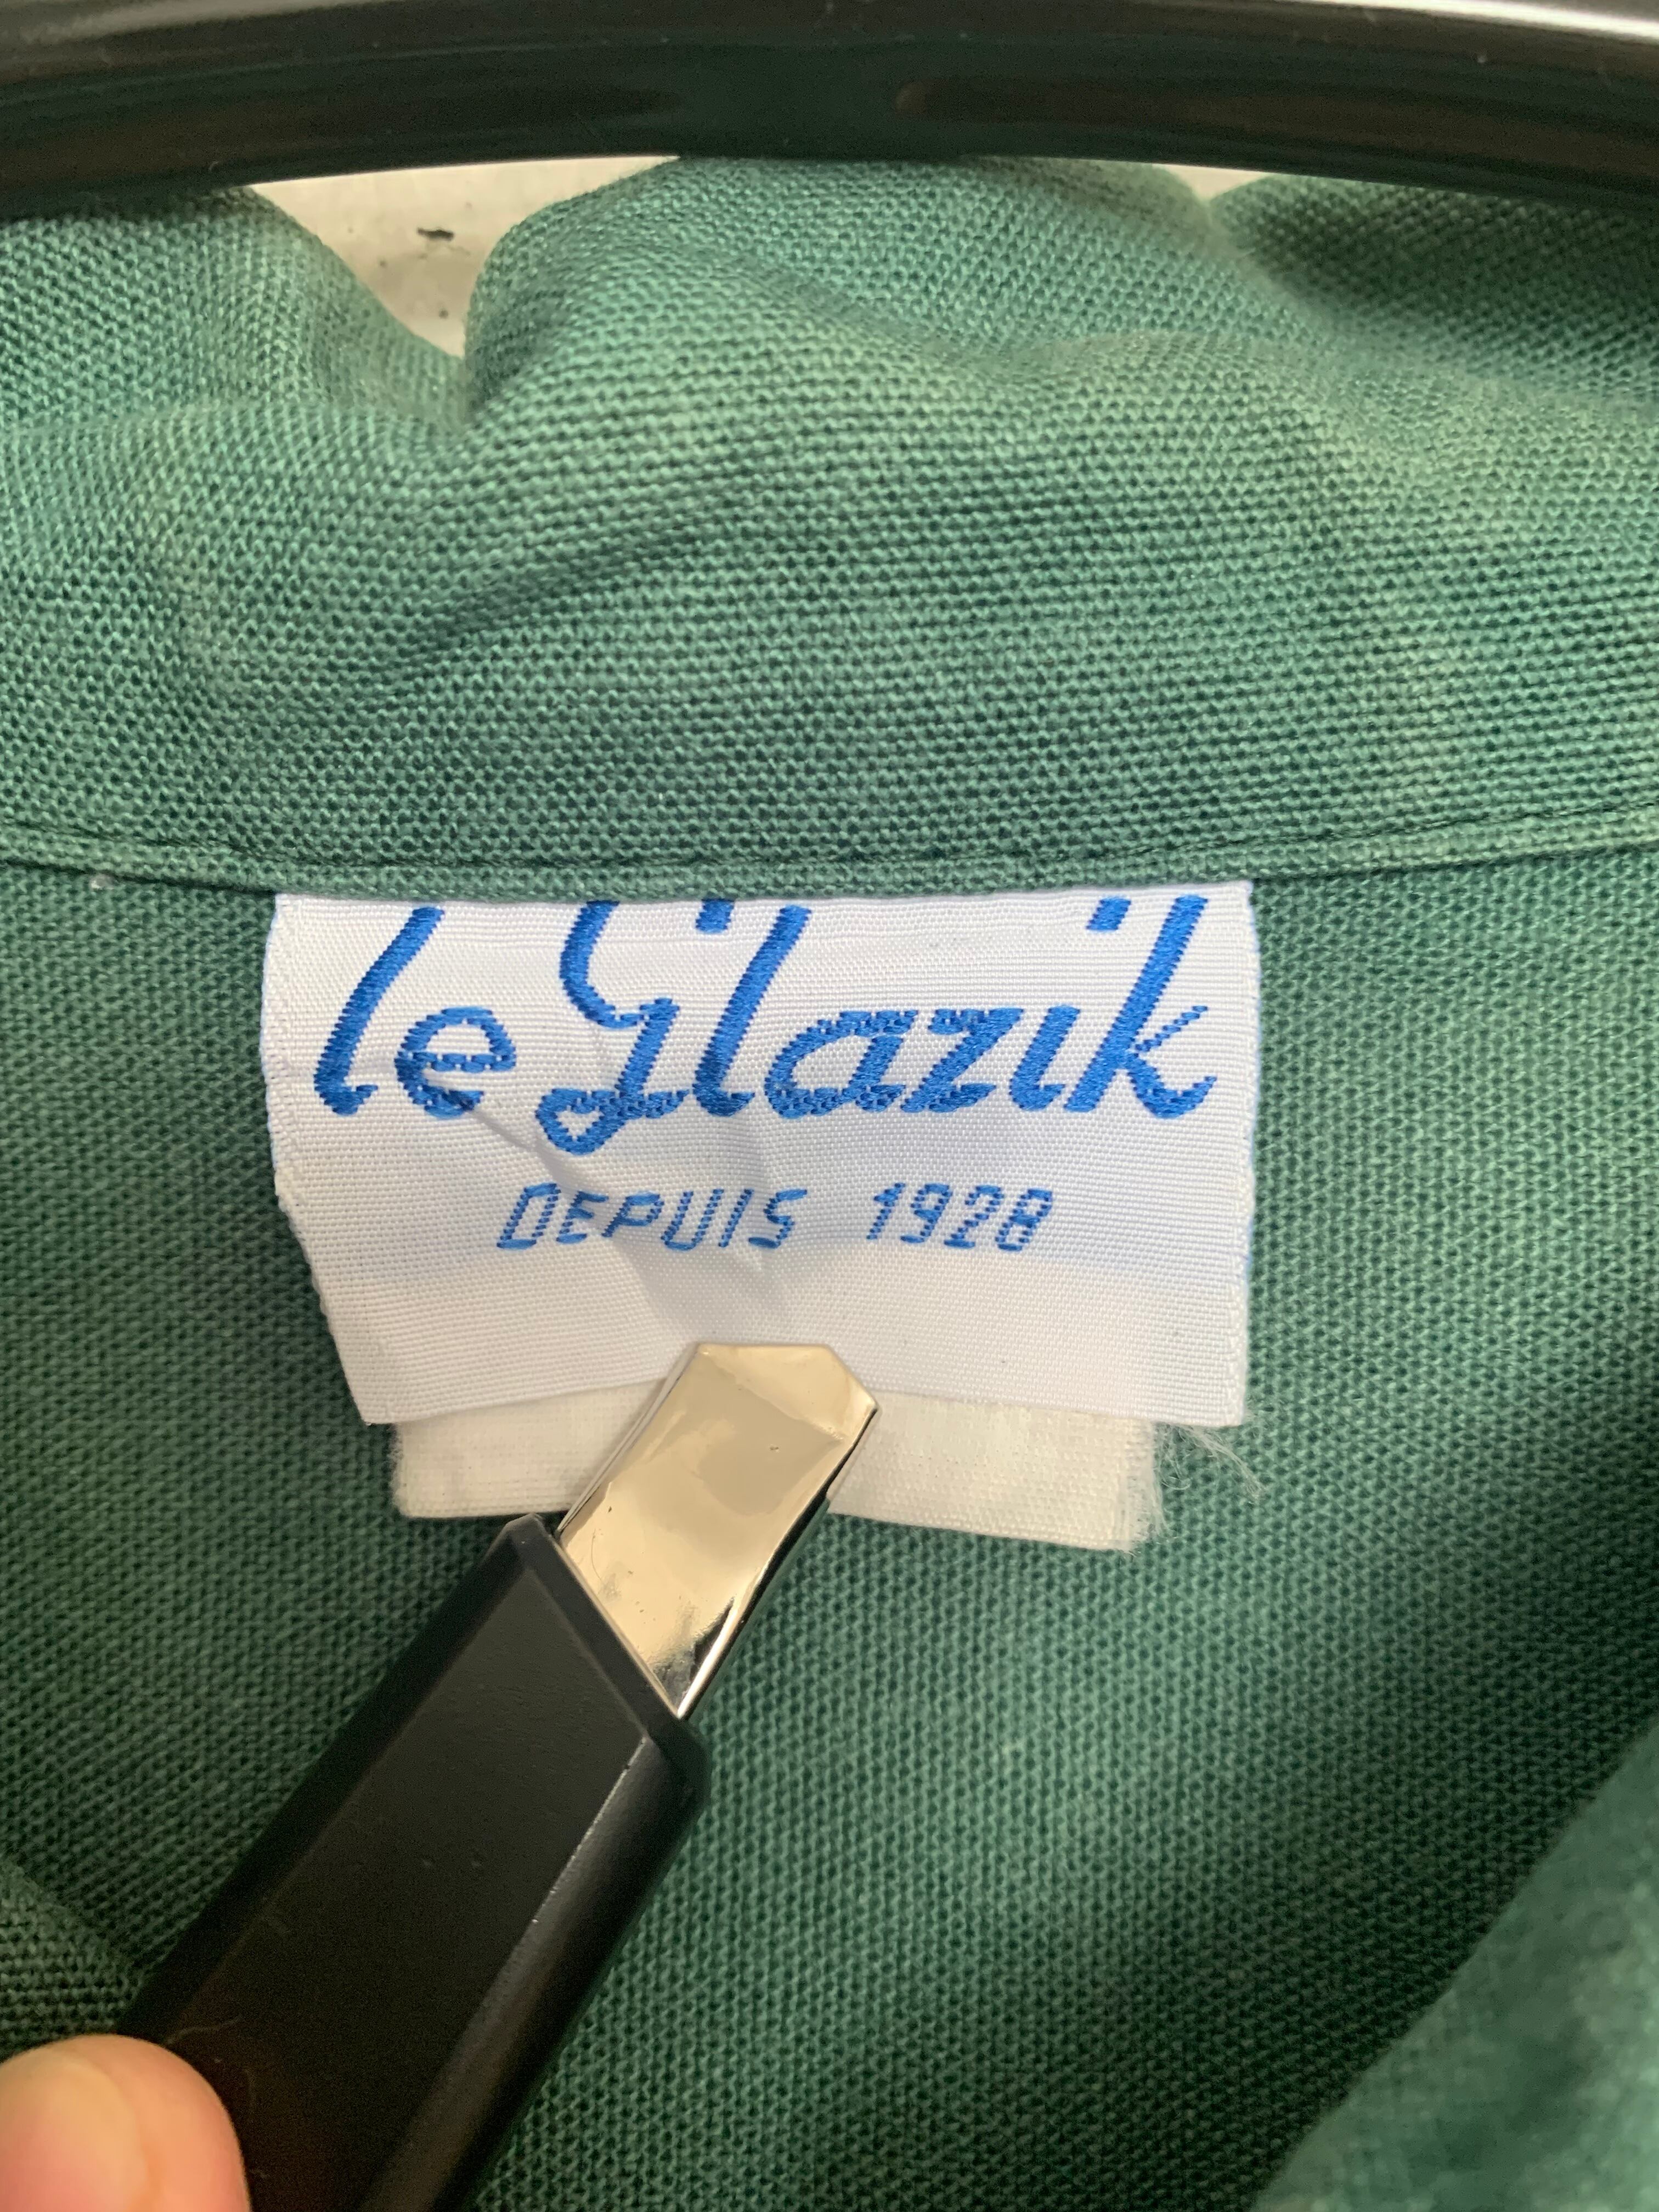 le Glazik
DEPUIS 1928